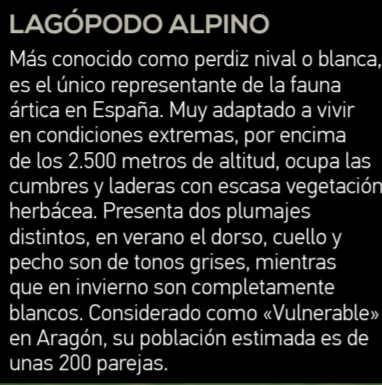 LAGÓPODO ALPINO
Más conocido como perdiz nival o blanca,
es el único representante de la fauna
ártica en España. Muy adaptado a vivir
en condiciones extremas, por encima
de los 2.500 metros de altitud, ocupa las
cumbres y laderas con escasa vegetación
herbácea. Presenta dos plumajes
distintos, en verano el dorso, cuello y
pecho son de tonos grises, mientras
que en invierno son completamente
blancos. Considerado como «Vulnerable»
en Aragón, su población estimada es de
unas 200 parejas.